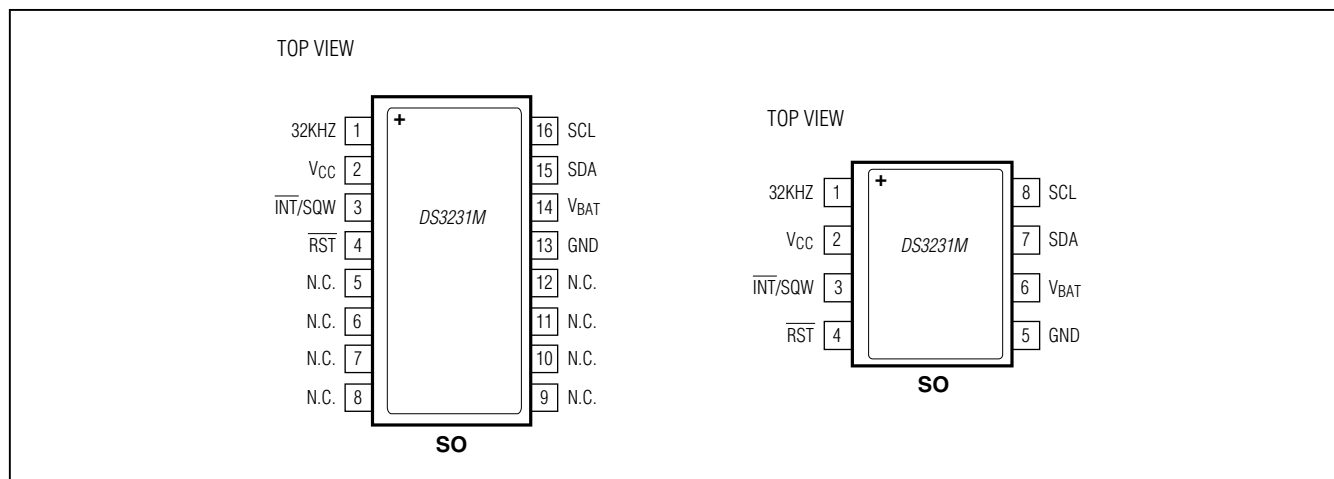 TOP VIEW
+
32KHZ 1 16 SCL
VCC 2 15 SDA
INT/SQW 3 14 VBAT
RST 4 13 GND
N.C. 5 12 N.C.
N.C. 6 11 N.C.
N.C. 7 10 N.C.
N.C. 8 9 N.C.
DS3231M
SO
TOP VIEW
+
32KHZ 1 8 SCL
VCC 2 7 SDA
INT/SQW 3 6 VBAT
RST 4 5 GND
DS3231M
SO